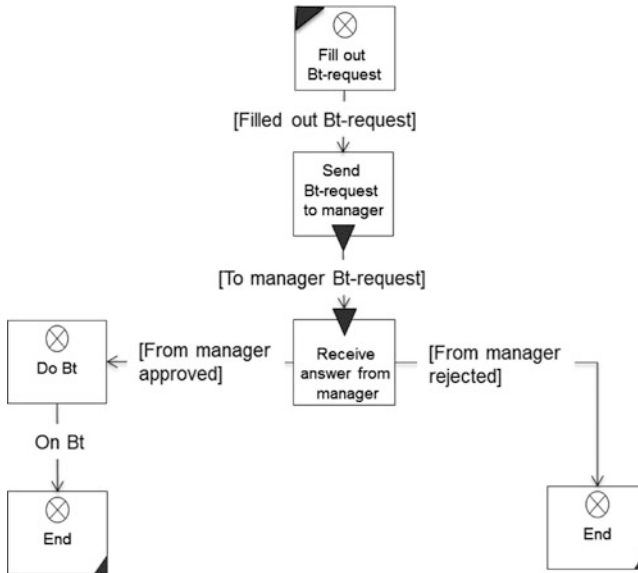 Fill out
Bt-request
[Filled out Bt-request]
Send
Bt-request
to manager
[To manager Bt-request]
Do Bt
[From manager
approved]
Receive
answer from
manager
[From manager
rejected]
On Bt
End
End